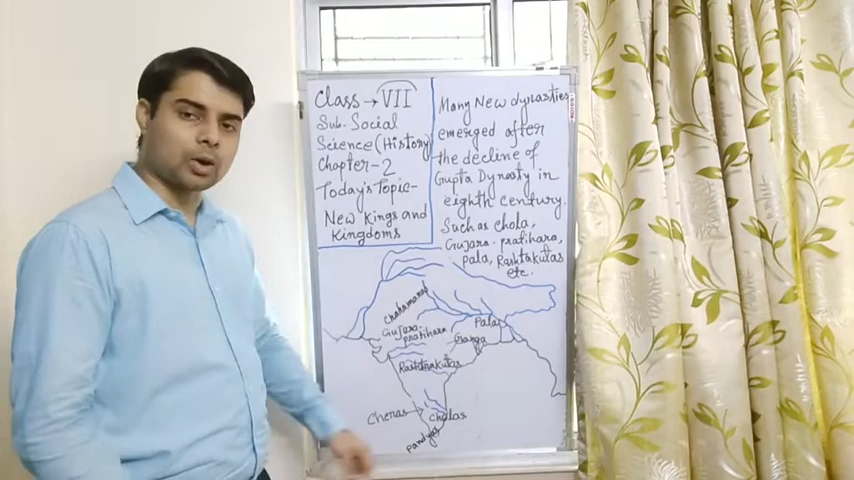 Class → VII
Sub. Social
Science (History)
Chapter-2
Today's Topic-
New Kings and
Kingdoms
Many New dynasties
emerged after
the decline of
Gupta Dynasty in
eighth century.
Such as chola,
Gujara-pratihara,
pala, Rashtakutas
etc.
Chahamanas
Gujara-
pratihara
Palas
Ganga
Rashtrakutas
Cheras
Cholas
Pandyas